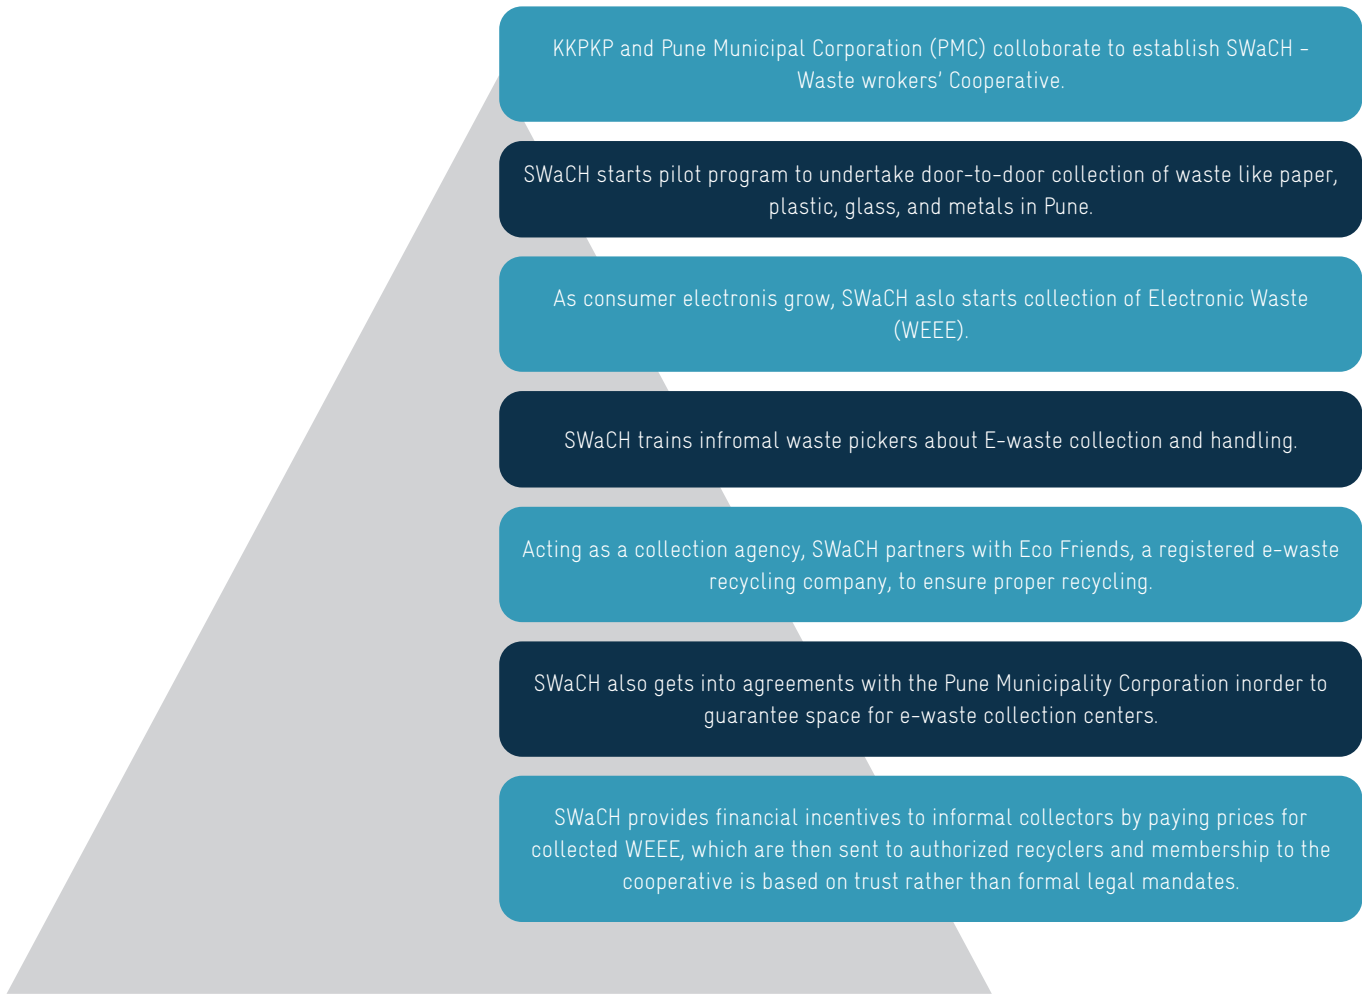 KKPKP and Pune Municipal Corporation (PMC) colloborate to establish SWaCH -
Waste wrokers' Cooperative.
SWaCH starts pilot program to undertake door-to-door collection of waste like paper,
plastic, glass, and metals in Pune.
As consumer electronis grow, SWaCH aslo starts collection of Electronic Waste
(WEEE).
SWaCH trains infromal waste pickers about E-waste collection and handling.
Acting as a collection agency, SWaCH partners with Eco Friends, a registered e-waste
recycling company, to ensure proper recycling.
SWaCH also gets into agreements with the Pune Municipality Corporation inorder to
guarantee space for e-waste collection centers.
SWaCH provides financial incentives to informal collectors by paying prices for
collected WEEE, which are then sent to authorized recyclers and membership to the
cooperative is based on trust rather than formal legal mandates.